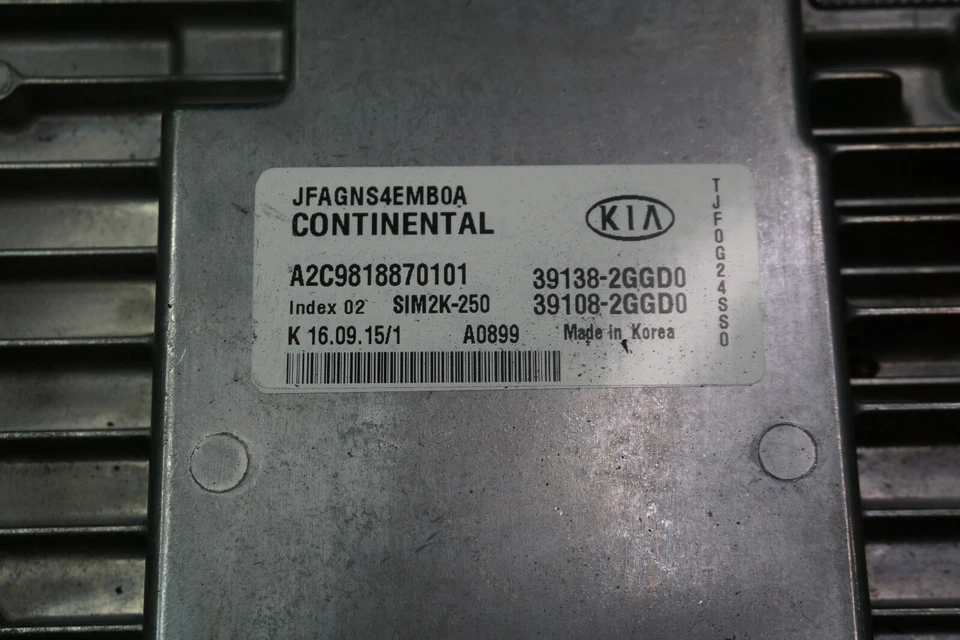 JFAGNS4EMB0A
CONTINENTAL
KIA
A2C9818870101
39138-2GGD0
Index 02 SIM2K-250
39108-2GGD0
K 16.09.15/1 A0899
Made in Korea
TJF0G24SS0